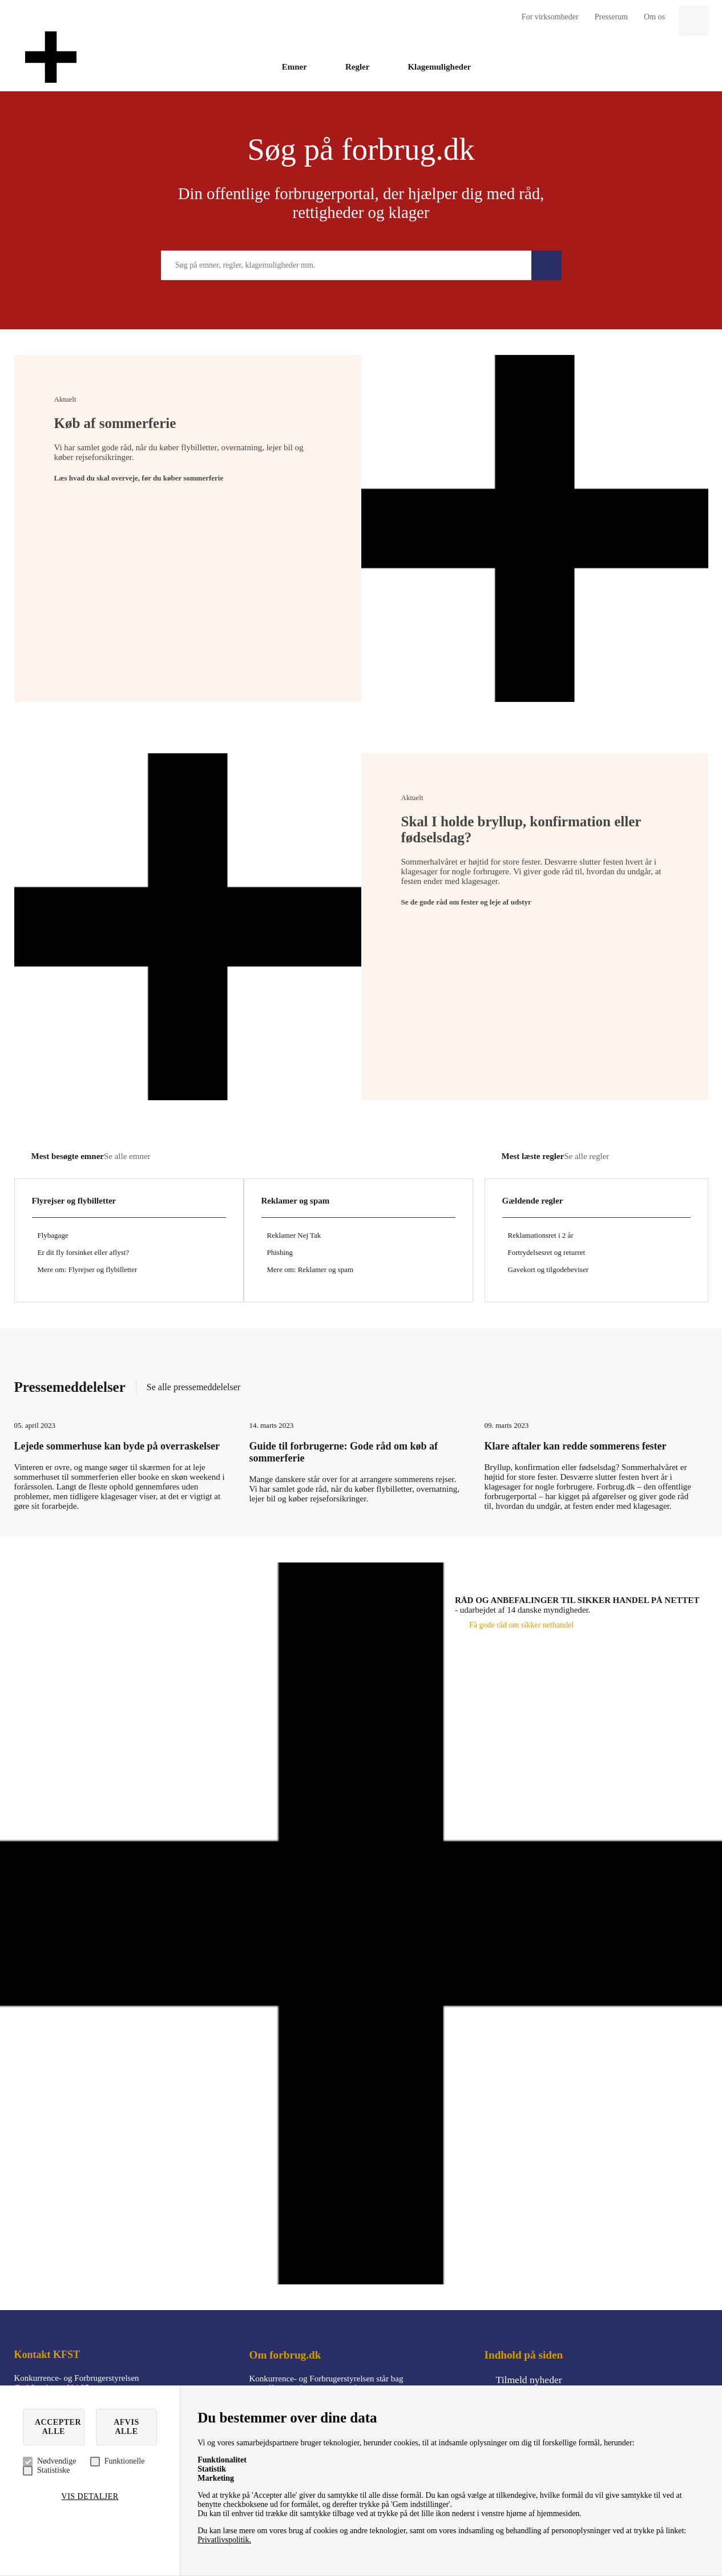 For virksomheder
Presserum
Om os
Emner
Regler
Klagemuligheder
Søg på forbrug.dk
Din offentlige forbrugerportal, der hjælper dig med råd,
rettigheder og klager
Søg på emner, regler, klagemuligheder mm.
Aktuelt
Køb af sommerferie
Vi har samlet gode råd, når du køber flybilletter, overnatning, lejer bil og
køber rejseforsikringer.
Læs hvad du skal overveje, før du køber sommerferie
Aktuelt
Skal I holde bryllup, konfirmation eller
fødselsdag?
Sommerhalvåret er højtid for store fester. Desværre slutter festen hvert år i
klagesager for nogle forbrugere. Vi giver gode råd til, hvordan du undgår, at
festen ender med klagesager.
Se de gode råd om fester og leje af udstyr
Mest besøgte emner Se alle emner
Flyrejser og flybilletter
Flybagage
Er dit fly forsinket eller aflyst?
Mere om: Flyrejser og flybilletter
Reklamer og spam
Reklamer Nej Tak
Phishing
Mere om: Reklamer og spam
Mest læste regler Se alle regler
Gældende regler
Reklamationsret i 2 år
Fortrydelsesret og returret
Gavekort og tilgodebeviser
Pressemeddelelser
Se alle pressemeddelelser
05. april 2023
Lejede sommerhuse kan byde på overraskelser
Vinteren er ovre, og mange søger til skærmen for at leje
sommerhuset til sommerferien eller booke en skøn weekend i
forårssolen. Langt de fleste ophold gennemføres uden
problemer, men tidligere klagesager viser, at det er vigtigt at
gøre sit forarbejde.
14. marts 2023
Guide til forbrugerne: Gode råd om køb af
sommerferie
Mange danskere står over for at arrangere sommerens rejser.
Vi har samlet gode råd, når du køber flybilletter, overnatning,
lejer bil og køber rejseforsikringer.
09. marts 2023
Klare aftaler kan redde sommerens fester
Bryllup, konfirmation eller fødselsdag? Sommerhalvåret er
højtid for store fester. Desværre slutter festen hvert år i
klagesager for nogle forbrugere. Forbrug.dk – den offentlige
forbrugerportal – har kigget på afgørelser og giver gode råd
til, hvordan du undgår, at festen ender med klagesager.
RÅD OG ANBEFALINGER TIL SIKKER HANDEL PÅ NETTET
- udarbejdet af 14 danske myndigheder.
Få gode råd om sikker nethandel
Kontakt KFST
Konkurrence- og Forbrugerstyrelsen
Om forbrug.dk
Konkurrence- og Forbrugerstyrelsen står bag
Indhold på siden
Tilmeld nyheder
ACCEPTER
ALLE
AFVIS
ALLE
Nødvendige
Funktionelle
Statistiske
VIS DETALJER
Du bestemmer over dine data
Vi og vores samarbejdspartnere bruger teknologier, herunder cookies, til at indsamle oplysninger om dig til forskellige formål, herunder:
Funktionalitet
Statistik
Marketing
Ved at trykke på 'Accepter alle' giver du samtykke til alle disse formål. Du kan også vælge at tilkendegive, hvilke formål du vil give samtykke til ved at
benytte checkboksene ud for formålet, og derefter trykke på 'Gem indstillinger'.
Du kan til enhver tid trække dit samtykke tilbage ved at trykke på det lille ikon nederst i venstre hjørne af hjemmesiden.
Du kan læse mere om vores brug af cookies og andre teknologier, samt om vores indsamling og behandling af personoplysninger ved at trykke på linket:
Privatlivspolitik.